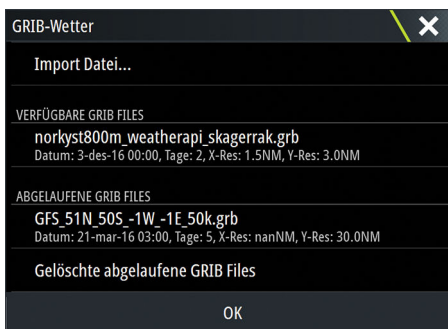 GRIB-Wetter
Import Datei...
VERFÜGBARE GRIB FILES
norkyst800m_weatherapi_skagerrak.grb
Datum: 3-des-16 00:00, Tage: 2, X-Res: 1.5NM, Y-Res: 3.0NM
ABGELAUFENE GRIB FILES
GFS_51N_50S_-1W_-1E_50k.grb
Datum: 21-mar-16 03:00, Tage: 5, X-Res: nanNM, Y-Res: 30.0NM
Gelöschte abgelaufene GRIB Files
OK